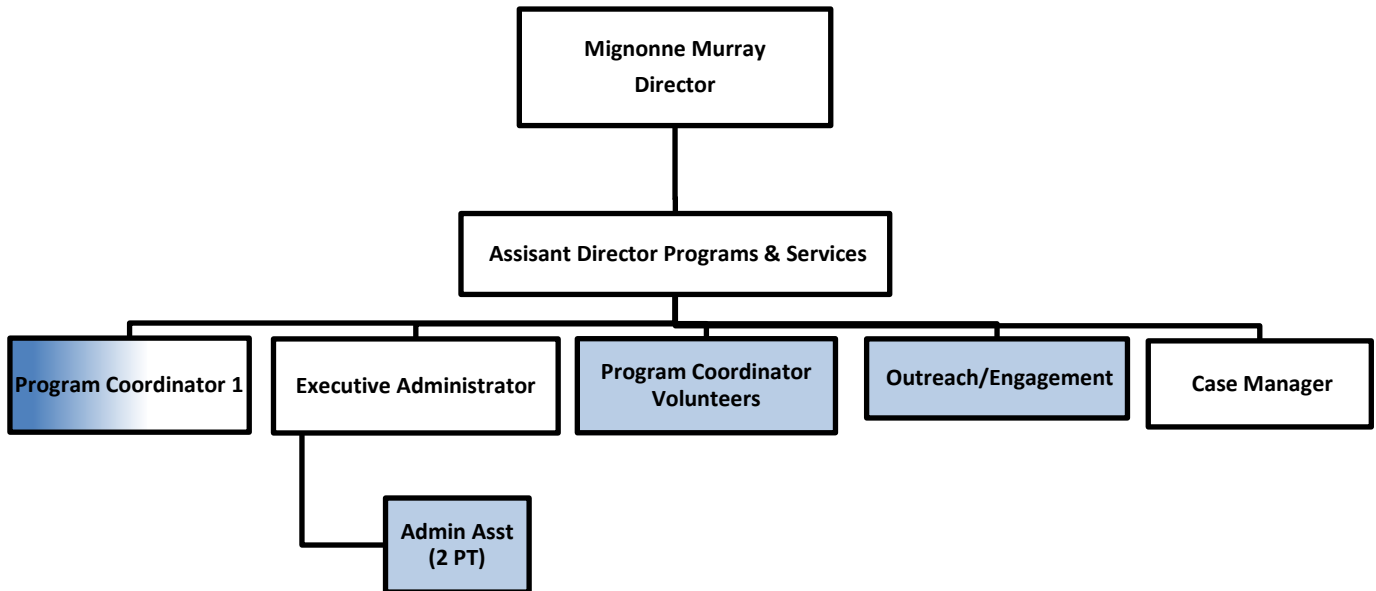 Mignonne Murray
Director
Assisant Director Programs & Services
Program Coordinator 1
Executive Administrator
Program Coordinator
Volunteers
Outreach/Engagement
Case Manager
Admin Asst
(2 PT)